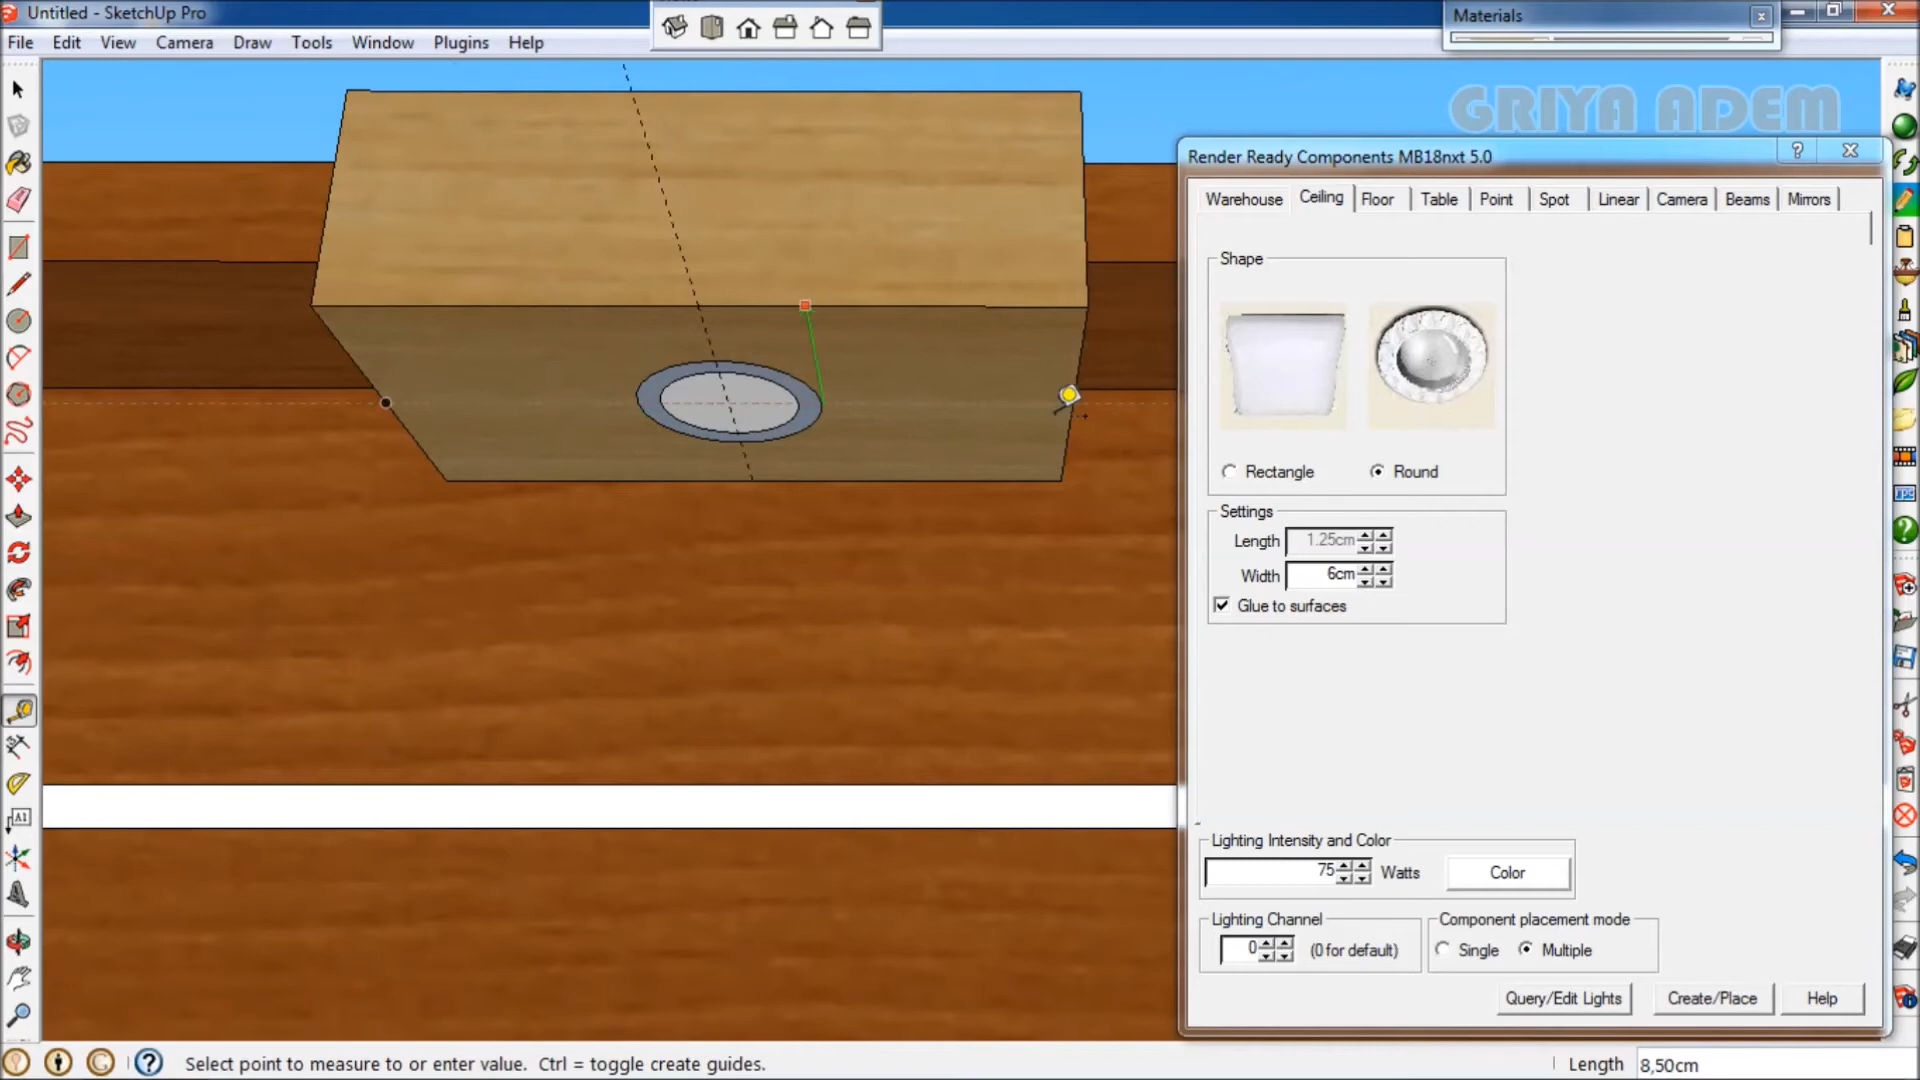 Untitled - SketchUp Pro
Materials
File Edit View Camera Draw Tools Window Plugins Help
GRIYA ADEM
Render Ready Components MB18nxt 5.0
Warehouse Ceiling Floor Table Point Spot Linear Camera Beams Mirrors
Shape
Rectangle Round
Settings
Length 1.25cm
Width 6cm
Glue to surfaces
Lighting Intensity and Color
75 Watts Color
Lighting Channel Component placement mode
0 (0 for default) Single Multiple
Query/Edit Lights Create/Place Help
Select point to measure to or enter value. Ctrl = toggle create guides. Length 8,50cm